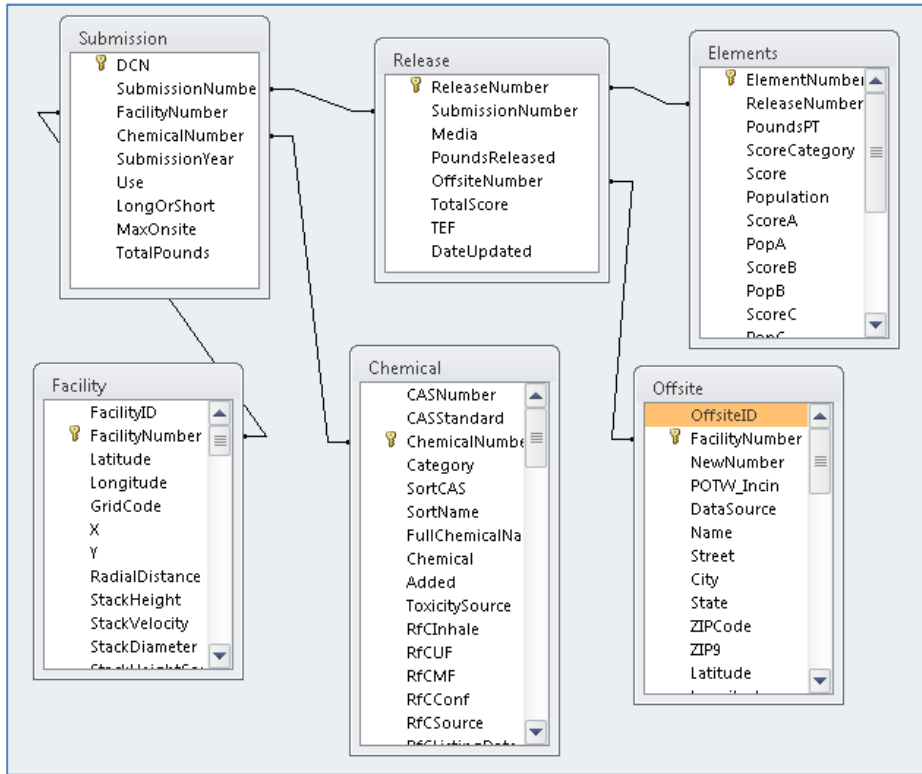 Submission
DCN
SubmissionNumbe
FacilityNumber
ChemicalNumber
SubmissionYear
Use
LongOrShort
MaxOnsite
TotalPounds
Release
ReleaseNumber
SubmissionNumber
Media
PoundsReleased
OffsiteNumber
TotalScore
TEF
DateUpdated
Elements
ElementNumber
ReleaseNumber
PoundsPT
ScoreCategory
Score
Population
ScoreA
PopA
ScoreB
PopB
ScoreC
PopC
Facility
FacilityID
FacilityNumber
Latitude
Longitude
GridCode
X
Y
RadialDistance
StackHeight
StackVelocity
StackDiameter
StackHeightSo
Chemical
CASNumber
CASStandard
ChemicalNumbe
Category
SortCAS
SortName
FullChemicalNa
Chemical
Added
ToxicitySource
RfCInhale
RfCUF
RfCMF
RfCConf
RfCSource
RfCListingDate
Offsite
OffsiteID
FacilityNumber
NewNumber
POTW_Incin
DataSource
Name
Street
City
State
ZIPCode
ZIP9
Latitude